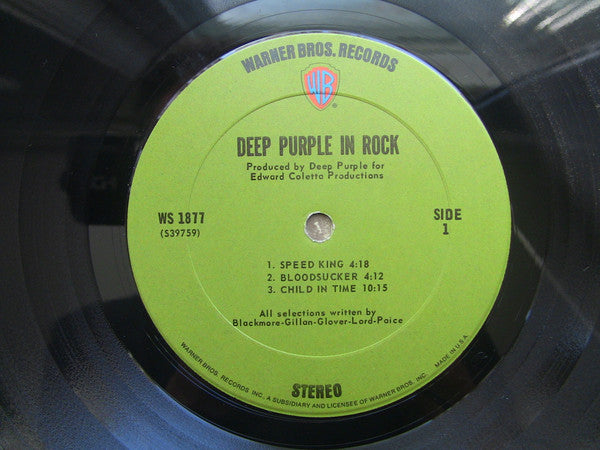 WARNER BROS. RECORDS
WB
®
DEEP PURPLE IN ROCK
Produced by Deep Purple for
Edward Coletta Productions
WS 1877
(S39759)
SIDE
1
1. SPEED KING 4:18
2. BLOODSUCKER 4:12
3. CHILD IN TIME 10:15
All selections written by
Blackmore-Gillan-Glover-Lord-Paice
STEREO
WARNER BROS. RECORDS INC. A SUBSIDIARY AND LICENSEE OF WARNER BROS. INC. MADE IN U.S.A.